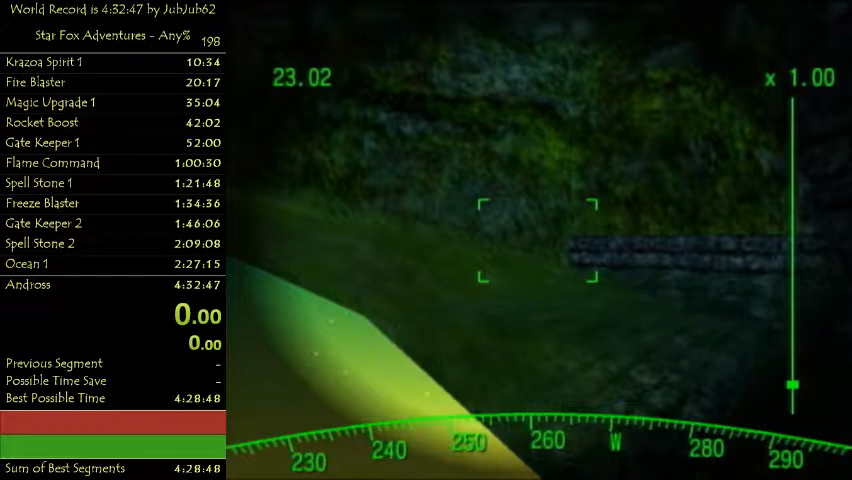 World Record is 4:32:47 by JubJub62
Star Fox Adventures - Any% 198
Krazoa Spirit 1 10:34
Fire Blaster 20:17
Magic Upgrade 1 35:04
Rocket Boost 42:02
Gate Keeper 1 52:00
Flame Command 1:00:30
Spell Stone 1 1:21:48
Freeze Blaster 1:34:36
Gate Keeper 2 1:46:06
Spell Stone 2 2:09:08
Ocean 1 2:27:15
Andross 4:32:47
0.00
0.00
Previous Segment -
Possible Time Save -
Best Possible Time 4:28:48
Sum of Best Segments 4:28:48
23.02 x 1.00
230 240 250 260 W 280 290